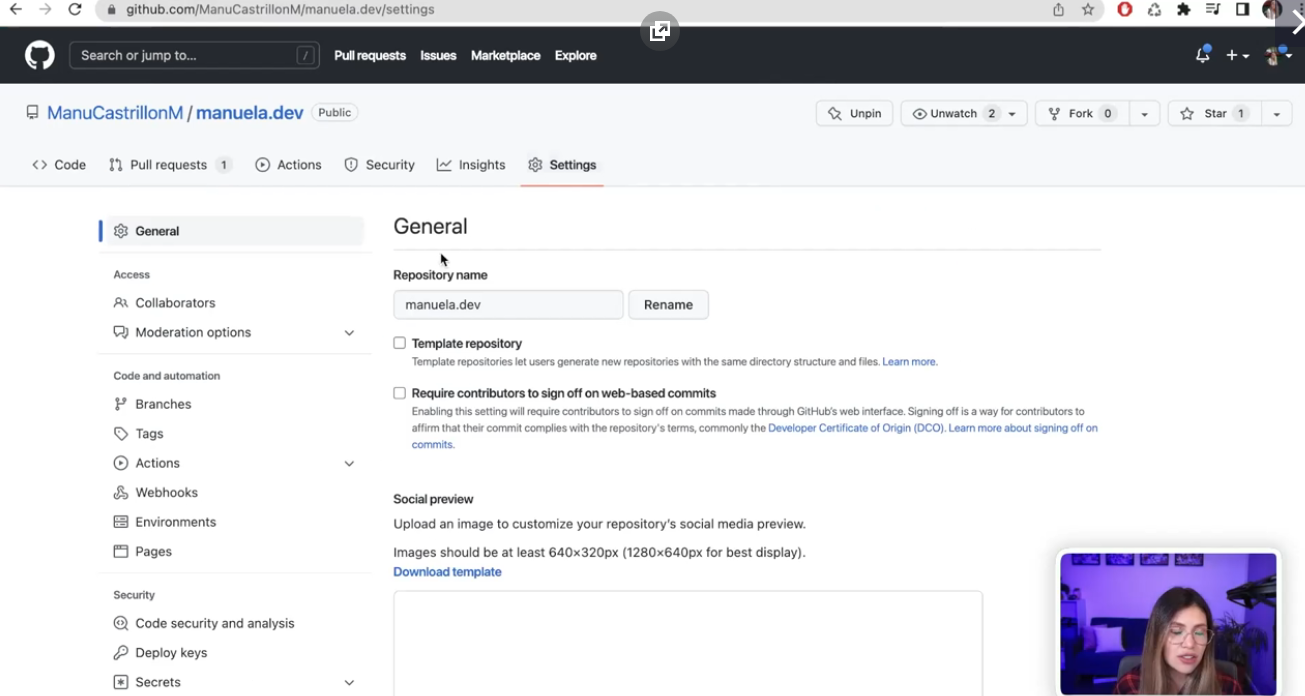 github.com/ManuCastrillonM/manuela.dev/settings
Search or jump to... / Pull requests Issues Marketplace Explore
ManuCastrillonM / manuela.dev Public Unpin Unwatch 2 Fork 0 Star 1
Code Pull requests 1 Actions Security Insights Settings
General
Access
Collaborators
Moderation options
Code and automation
Branches
Tags
Actions
Webhooks
Environments
Pages
Security
Code security and analysis
Deploy keys
Secrets
General
Repository name
manuela.dev Rename
Template repository
Template repositories let users generate new repositories with the same directory structure and files. Learn more.
Require contributors to sign off on web-based commits
Enabling this setting will require contributors to sign off on commits made through GitHub's web interface. Signing off is a way for contributors to
affirm that their commit complies with the repository's terms, commonly the Developer Certificate of Origin (DCO). Learn more about signing off on
commits.
Social preview
Upload an image to customize your repository's social media preview.
Images should be at least 640×320px (1280×640px for best display).
Download template